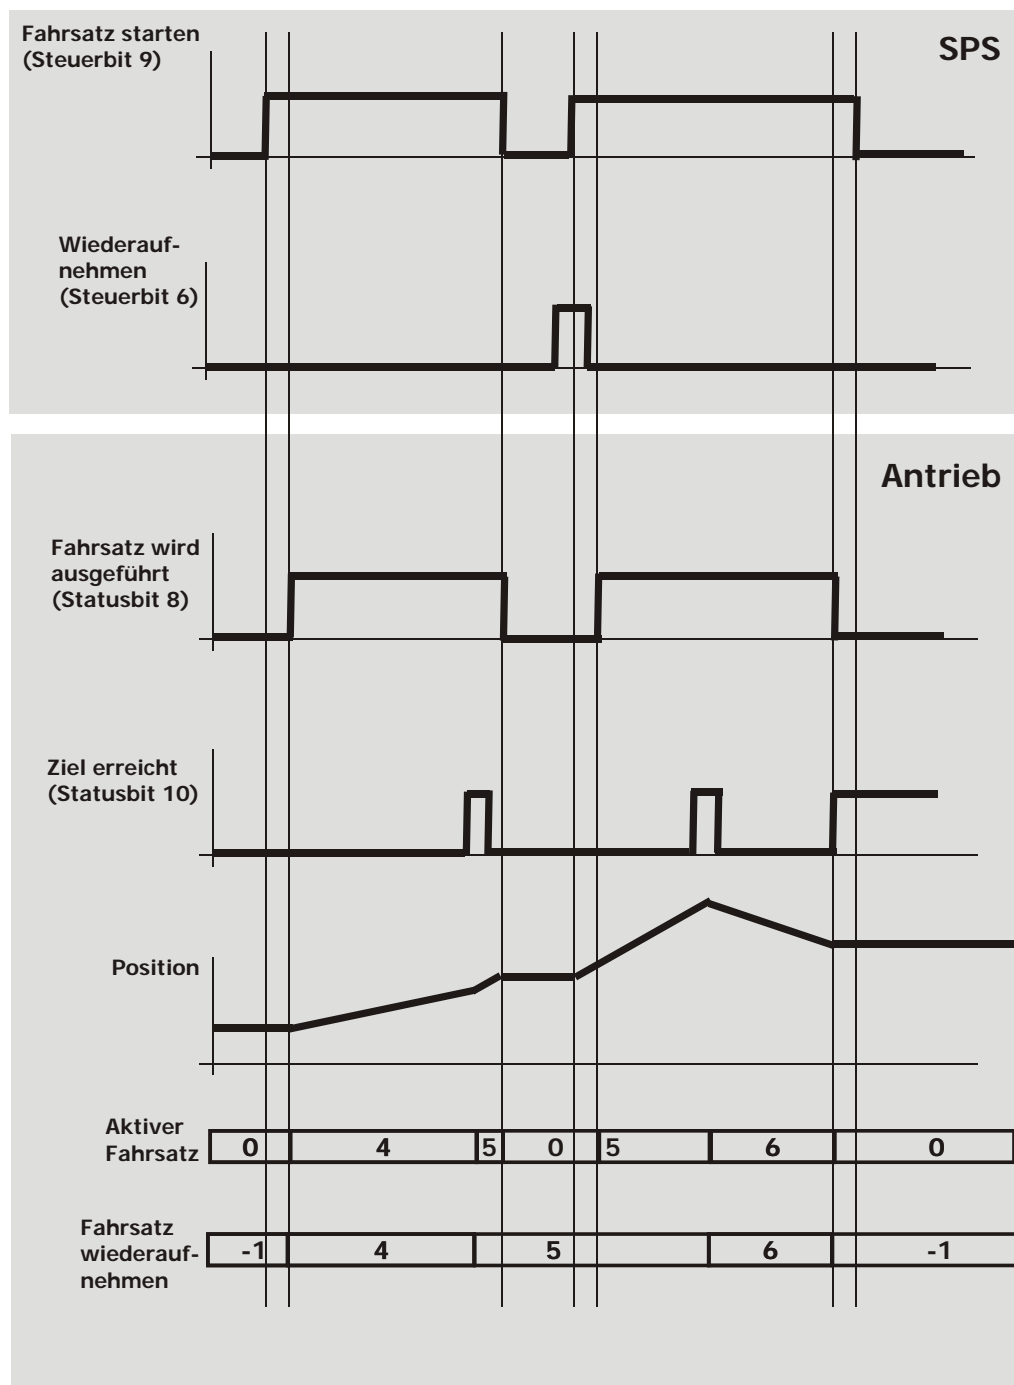 Fahrsatz starten
(Steuerbit 9)
SPS
Wiederauf-
nehmen
(Steuerbit 6)
Antrieb
Fahrsatz wird
ausgeführt
(Statusbit 8)
Ziel erreicht
(Statusbit 10)
Position
Aktiver
Fahrsatz
0 4 5 0 5 6 0
Fahrsatz
wiederauf-
nehmen
-1 4 5 6 -1